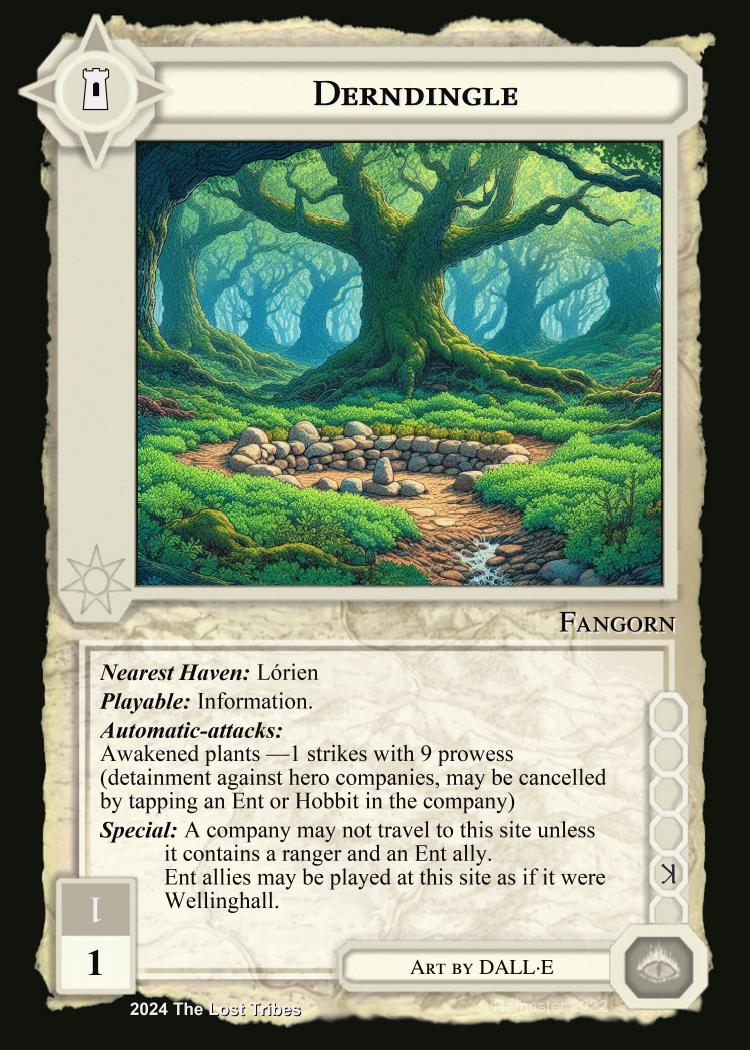 Derndingle
Fangorn
Nearest Haven: Lórien
Playable: Information.
Automatic-attacks:
Awakened plants —1 strikes with 9 prowess
(detainment against hero companies, may be cancelled
by tapping an Ent or Hobbit in the company)
Special: A company may not travel to this site unless
it contains a ranger and an Ent ally.
Ent allies may be played at this site as if it were
Wellinghall.
K
I
1
Art by DALL·E
2024 The Lost Tribes